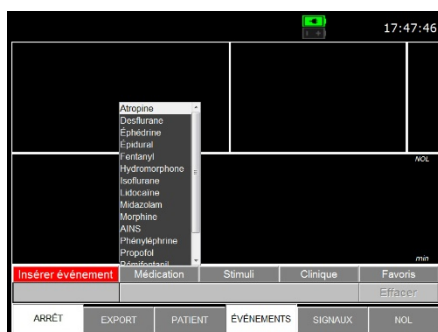 17:47:46
Atropine
Desflurane
Éphédrine
Épidural
Fentanyl
Hydromorphone
Isoflurane
Lidocaïne
Midazolam
Morphine
AINS
Phényléphrine
Propofol
Rémifentanil
NOL
min
Insérer événement Médication Stimuli Clinique Favoris
Effacer
ARRÊT EXPORT PATIENT ÉVÉNEMENTS SIGNAUX NOL